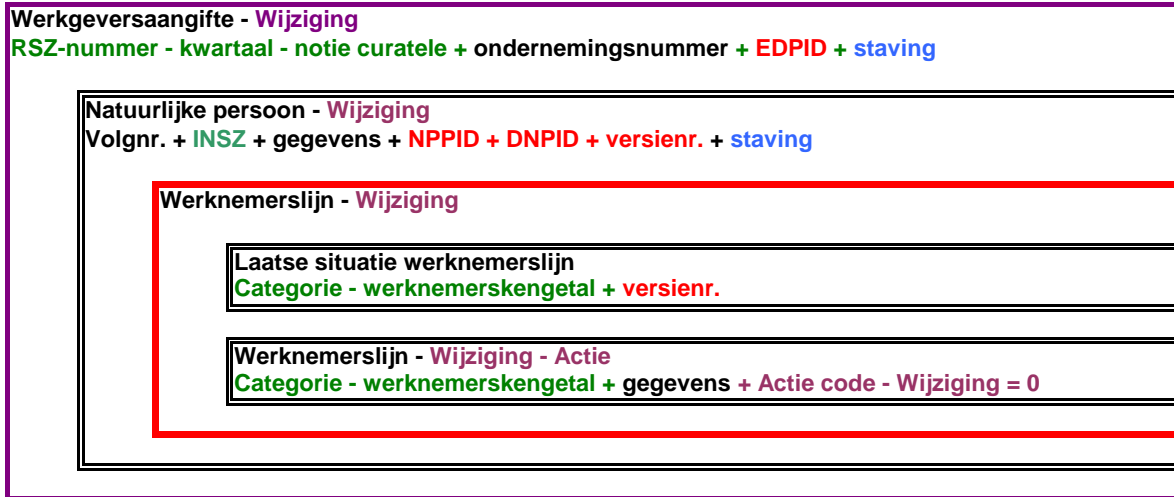 Werkgeversaangifte - Wijziging
RSZ-nummer - kwartaal - notie curatele + ondernemingsnummer + EDPID + staving
Natuurlijke persoon - Wijziging
Volgnr. + INSZ + gegevens + NPPID + DNPID + versienr. + staving
Werknemerslijn - Wijziging
Laatse situatie werknemerslijn
Categorie - werknemerskengetal + versienr.
Werknemerslijn - Wijziging - Actie
Categorie - werknemerskengetal + gegevens + Actie code - Wijziging = 0